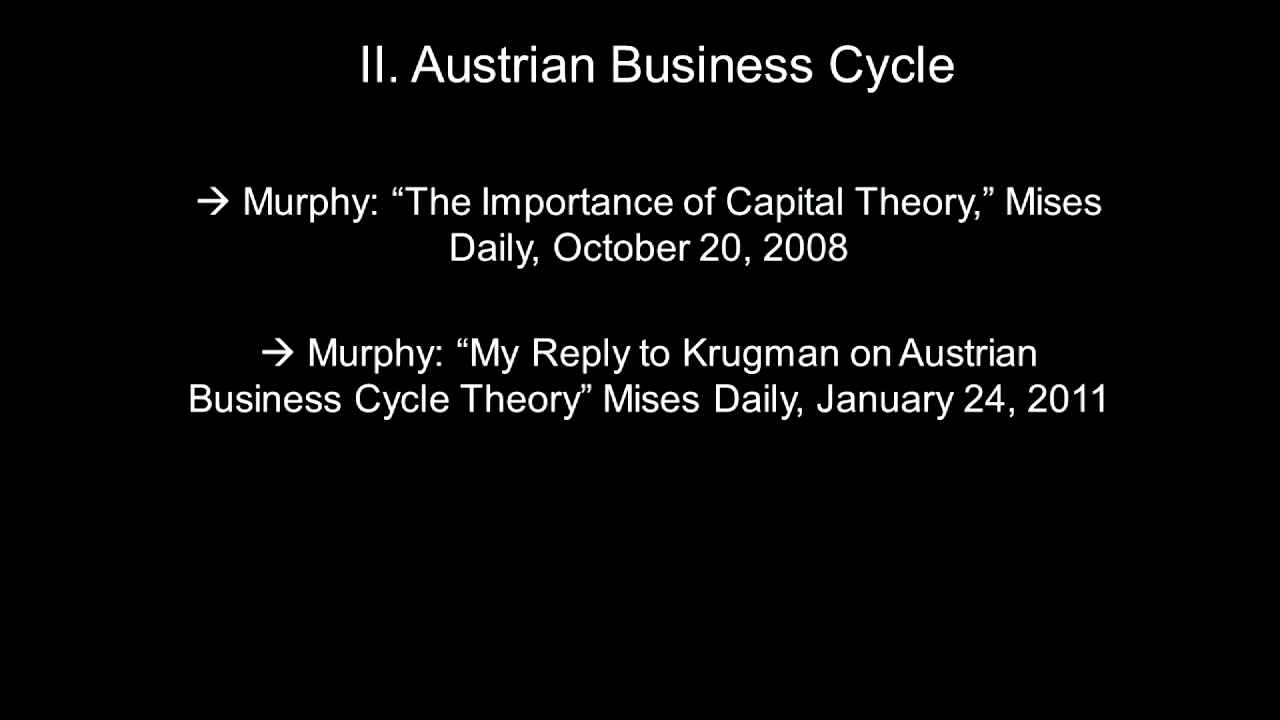 II. Austrian Business Cycle
→ Murphy: “The Importance of Capital Theory,” Mises
Daily, October 20, 2008
→ Murphy: “My Reply to Krugman on Austrian
Business Cycle Theory” Mises Daily, January 24, 2011